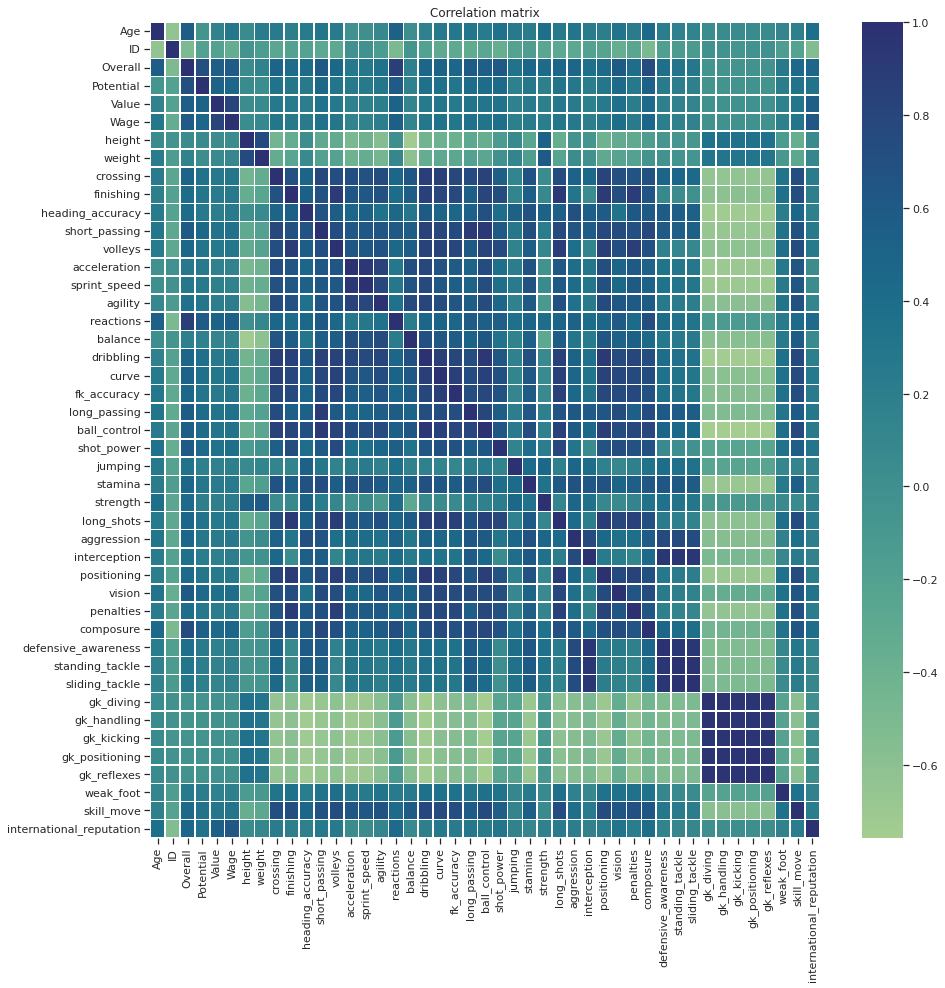 Correlation matrix
Age
ID
Overall
Potential
Value
Wage
height
weight
crossing
finishing
heading_accuracy
short_passing
volleys
acceleration
sprint_speed
agility
reactions
balance
dribbling
curve
fk_accuracy
long_passing
ball_control
shot_power
jumping
stamina
strength
long_shots
aggression
interception
positioning
vision
penalties
composure
defensive_awareness
standing_tackle
sliding_tackle
gk_diving
gk_handling
gk_kicking
gk_positioning
gk_reflexes
weak_foot
skill_move
international_reputation
Age
ID
Overall
Potential
Value
Wage
height
weight
crossing
finishing
heading_accuracy
short_passing
volleys
acceleration
sprint_speed
agility
reactions
balance
dribbling
curve
fk_accuracy
long_passing
ball_control
shot_power
jumping
stamina
strength
long_shots
aggression
interception
positioning
vision
penalties
composure
defensive_awareness
standing_tackle
sliding_tackle
gk_diving
gk_handling
gk_kicking
gk_positioning
gk_reflexes
weak_foot
skill_move
international_reputation
1.0
0.8
0.6
0.4
0.2
0.0
−0.2
−0.4
−0.6